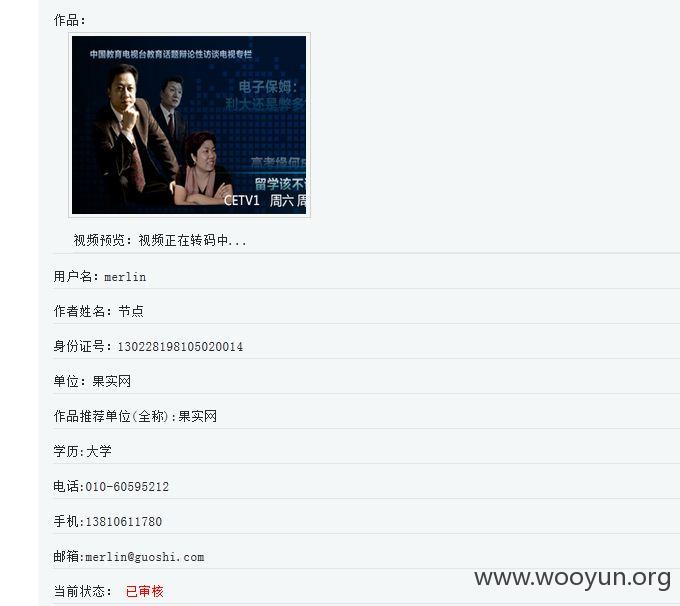 作品：
中国教育电视台教育话题辩论性访谈电视专栏
电子保姆：
利大还是弊多
高考缘何
留学该不
CETV1 周六 周
视频预览：视频正在转码中...
用户名：merlin
作者姓名：节点
身份证号：130228198105020014
单位：果实网
作品推荐单位(全称):果实网
学历:大学
电话:010-60595212
手机:13810611780
邮箱:merlin@guoshi.com
当前状态： 已审核
www.wooyun.org